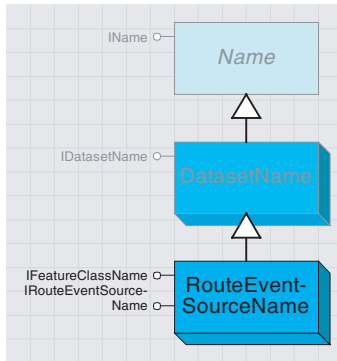 IName
Name
IDatasetName
DatasetName
IFeatureClassName
IRouteEventSource-
Name
RouteEvent-
SourceName